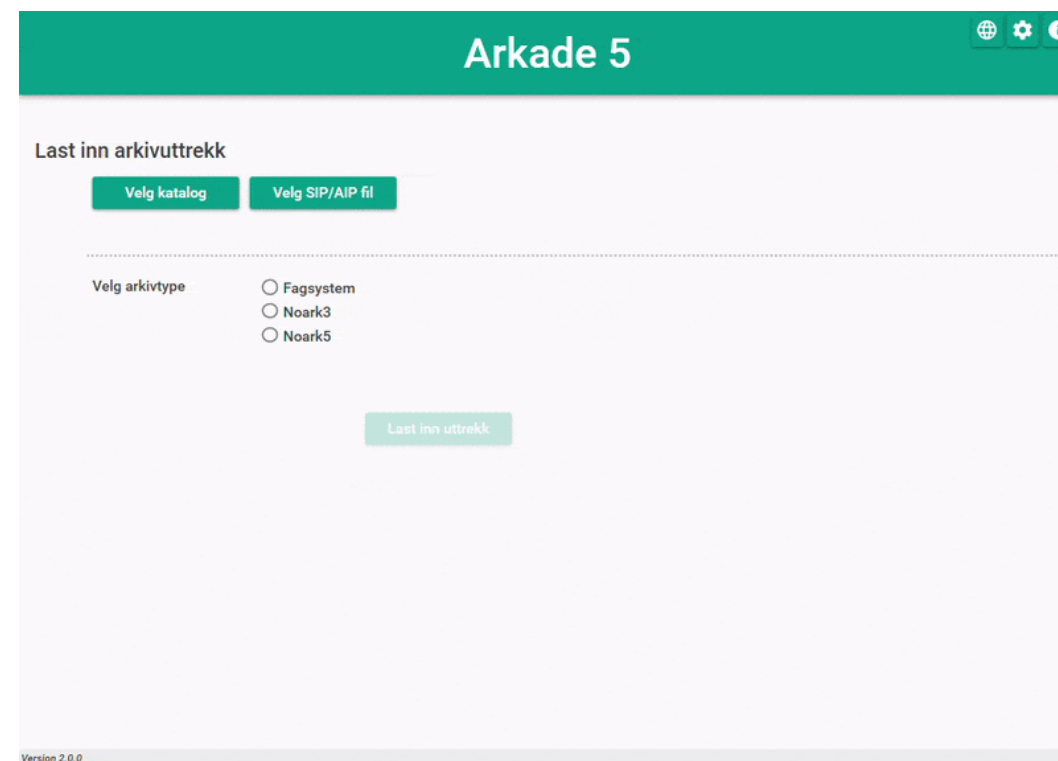 Arkade 5
Last inn arkivuttrekk
Velg katalog Velg SIP/AIP fil
Velg arkivtype Fagsystem
Noark3
Noark5
Last inn uttrekk
Version 2.0.0